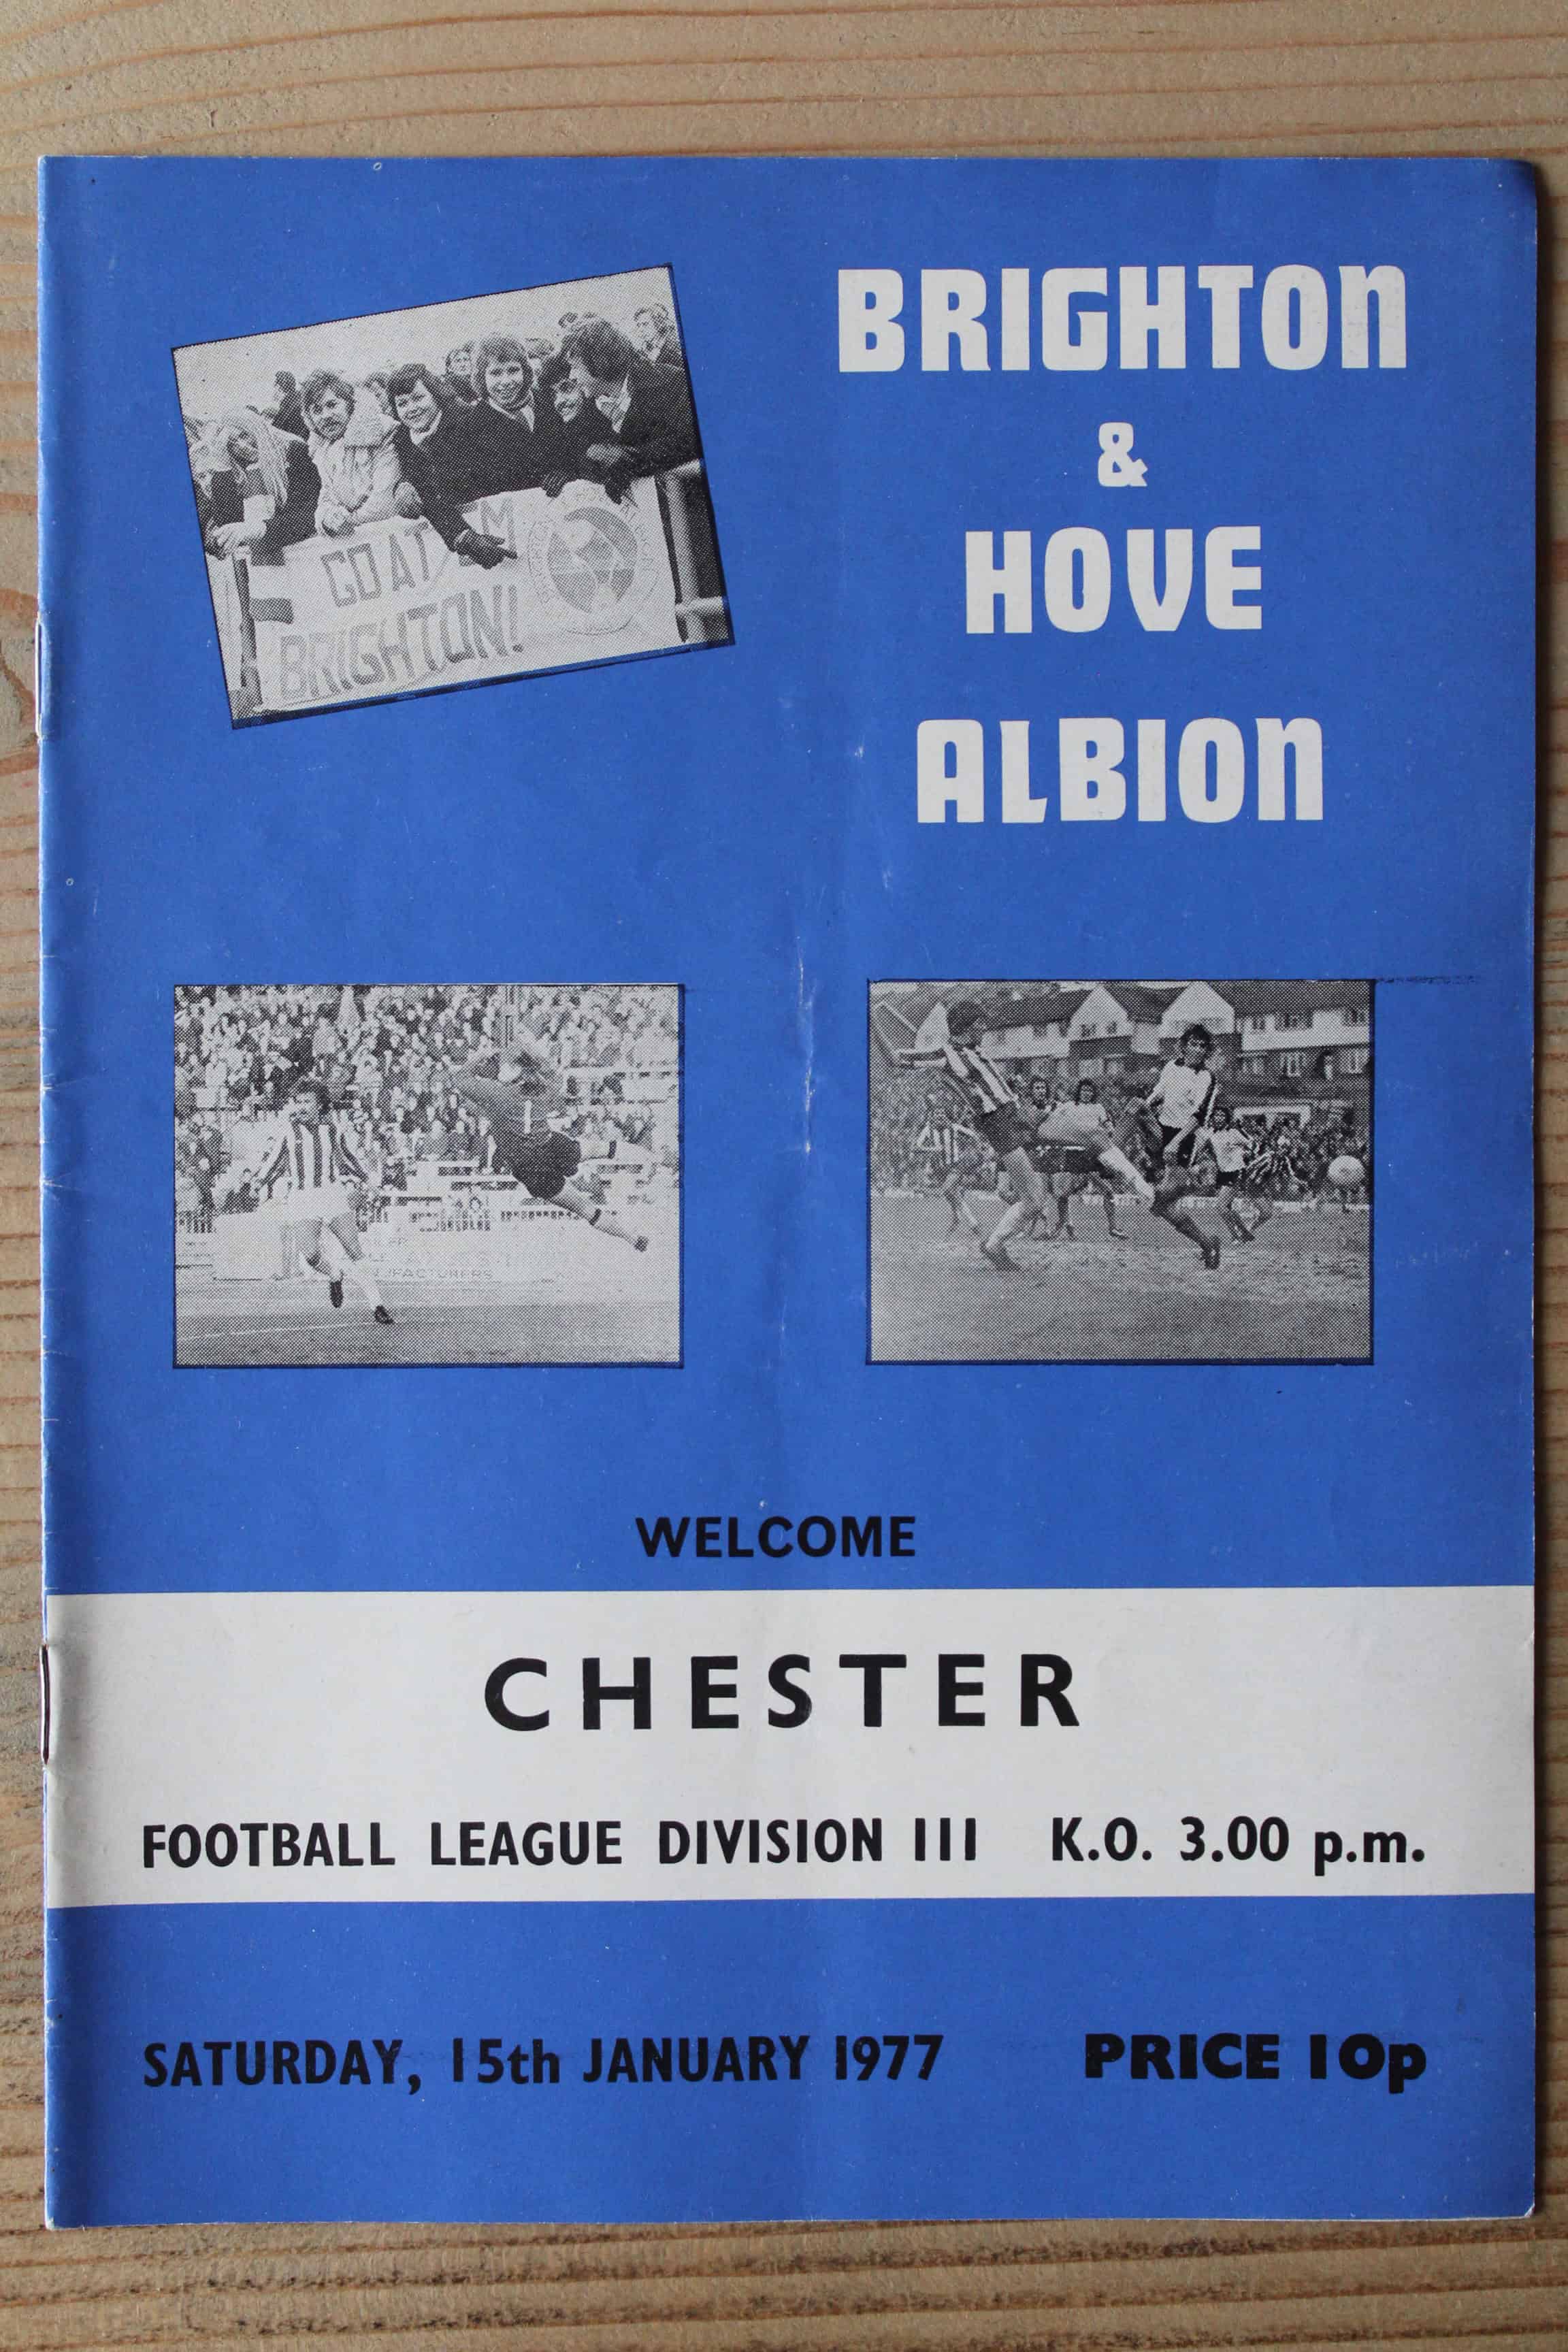 BRIGHTON
&
HOVE
ALBION
GO AT
M
BRIGHTON!
FACTURERS
WELCOME
CHESTER
FOOTBALL LEAGUE DIVISION III K.O. 3.00 p.m.
SATURDAY, 15th JANUARY 1977 PRICE 10p